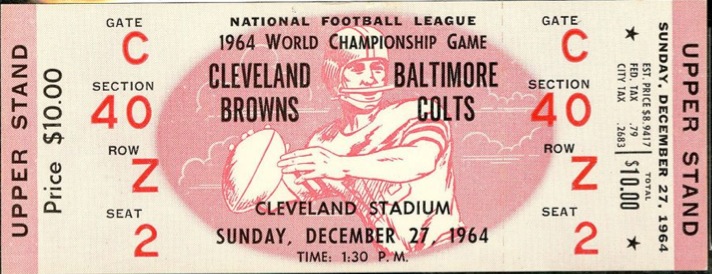 UPPER STAND
Price $10.00
GATE
C
SECTION
40
ROW
Z
SEAT
2
NATIONAL FOOTBALL LEAGUE
1964 WORLD CHAMPIONSHIP GAME
CLEVELAND BROWNS
BALTIMORE COLTS
CLEVELAND STADIUM
SUNDAY, DECEMBER 27, 1964
TIME: 1:30 P.M.
GATE
C
SECTION
40
ROW
Z
SEAT
2
★ SUNDAY, DECEMBER 27, 1964 ★
EST. PRICE $8.9417
FED. TAX .79
CITY TAX .2683
TOTAL
$10.00
UPPER STAND